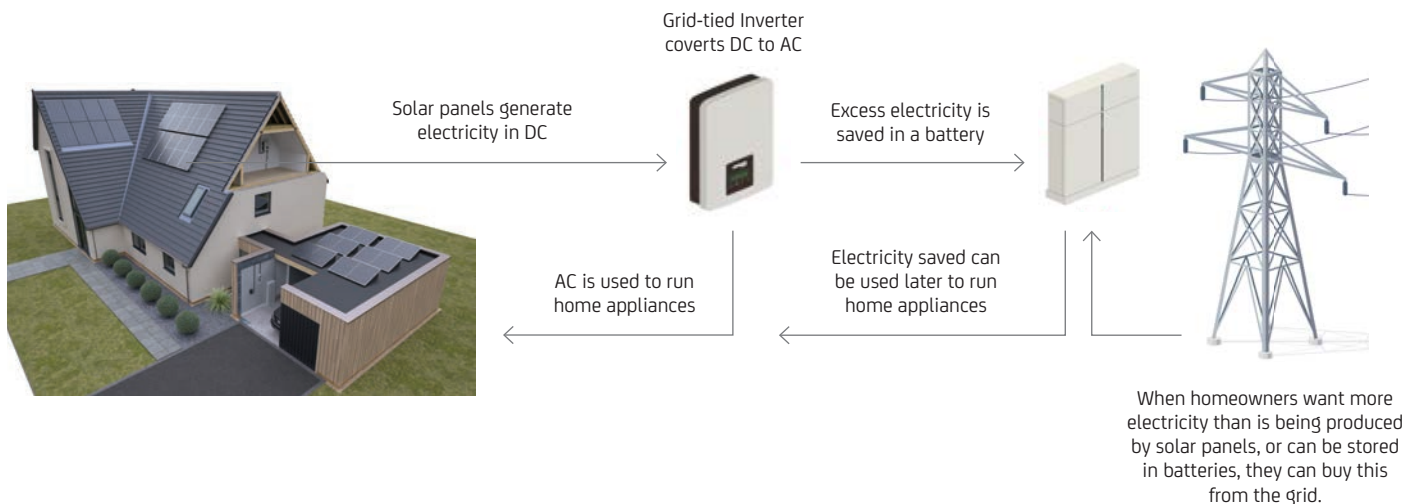 Grid-tied Inverter
coverts DC to AC
Solar panels generate
electricity in DC
Excess electricity is
saved in a battery
AC is used to run
home appliances
Electricity saved can
be used later to run
home appliances
When homeowners want more
electricity than is being produced
by solar panels, or can be stored
in batteries, they can buy this
from the grid.